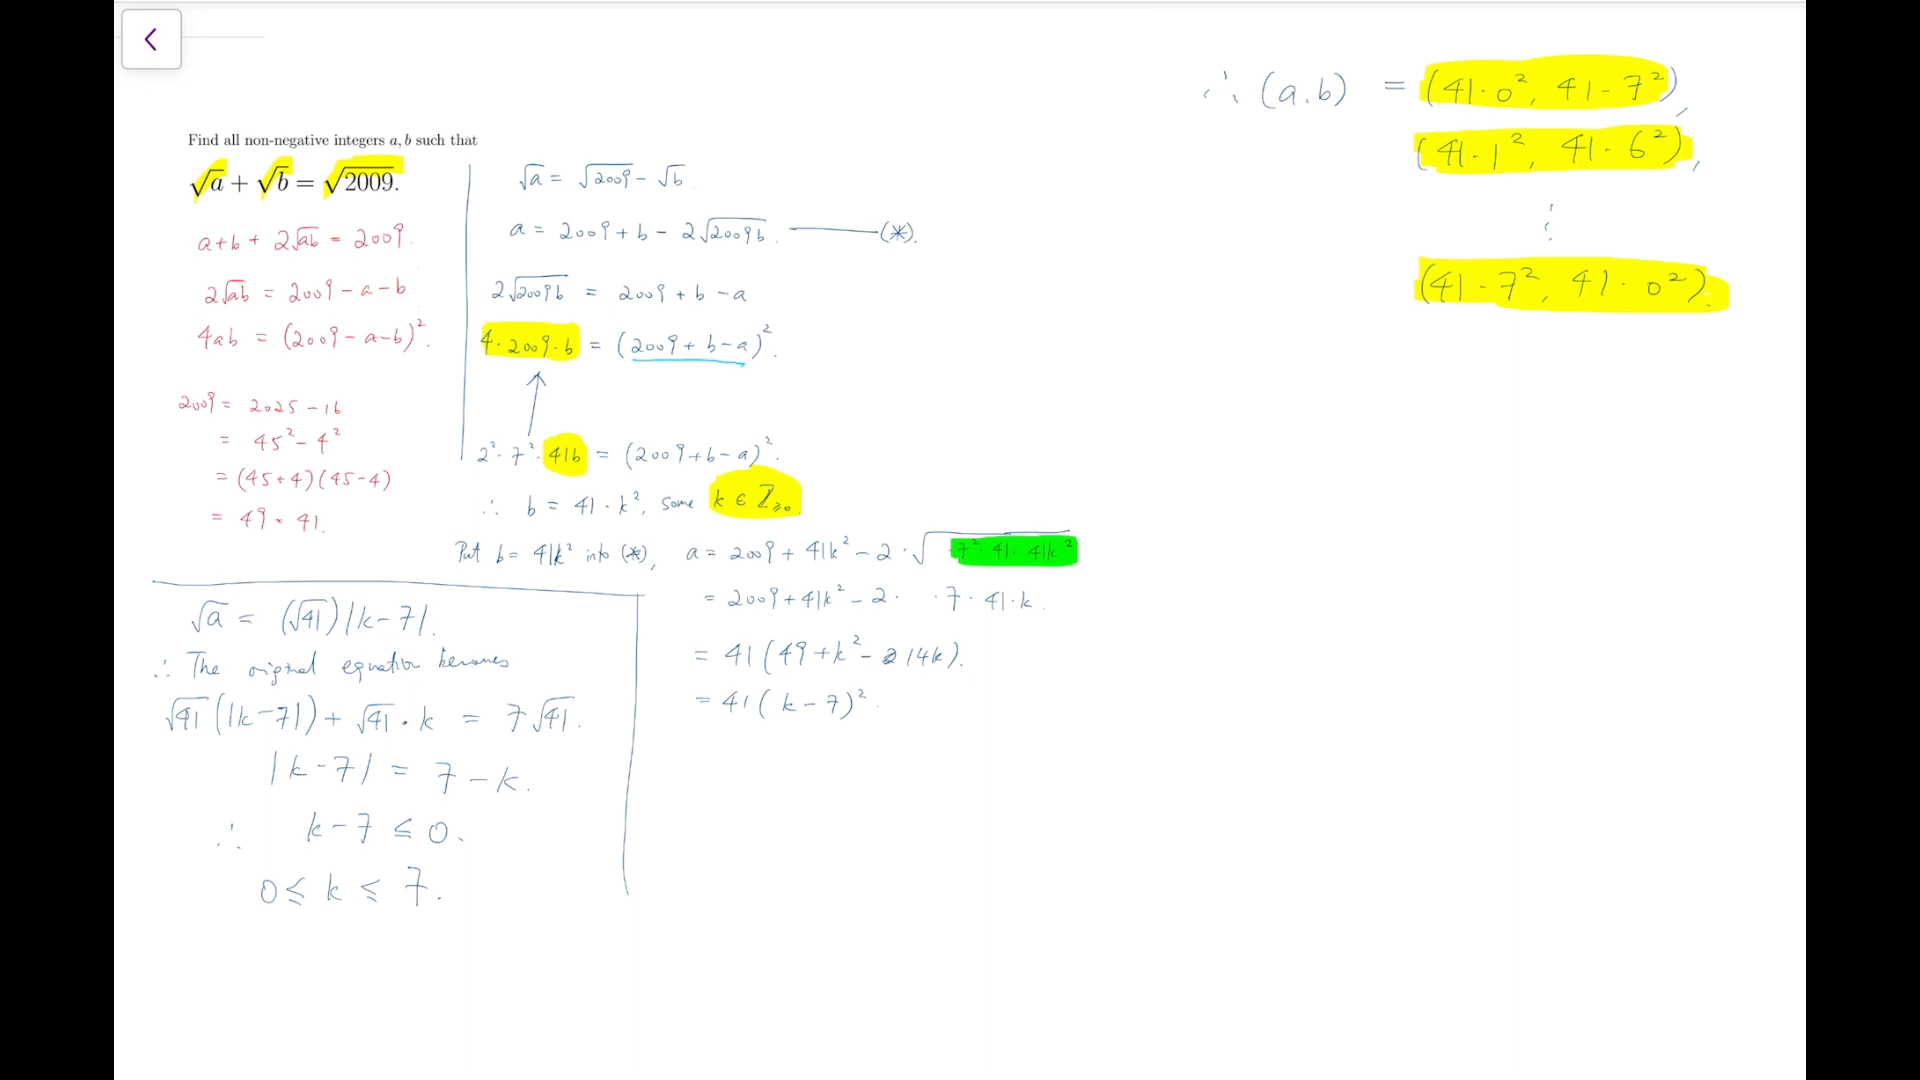 Find all non-negative integers a, b such that
√a + √b = √2009.
a+b + 2√ab = 2009.
2√ab = 2009 - a - b
4ab = (2009 - a - b)².
2009 = 2025 - 16
= 45² - 4²
= (45+4)(45-4)
= 49 × 41.
√a = √2009 - √b.
a = 2009 + b - 2√2009b. ——— (*).
2√2009b = 2009 + b - a
4·2009·b = (2009 + b - a)².
2²·7²·41b = (2009 + b - a)².
∴ b = 41·k², some k ∈ ℤ≥0.
Put b = 41k² into (*), a = 2009 + 41k² - 2·√7²·41·41k²
= 2009 + 41k² - 2· ·7·41·k.
= 41(49 + k² - 14k).
= 41(k - 7)².
√a = (√41)|k - 7|.
∴ The original equation becomes
√41(|k-7|) + √41·k = 7√41.
|k - 7| = 7 - k.
∴ k - 7 ≤ 0.
0 ≤ k ≤ 7.
∴ (a.b) = (41·0², 41·7²),
(41·1², 41·6²),
⋮
(41·7², 41·0²).